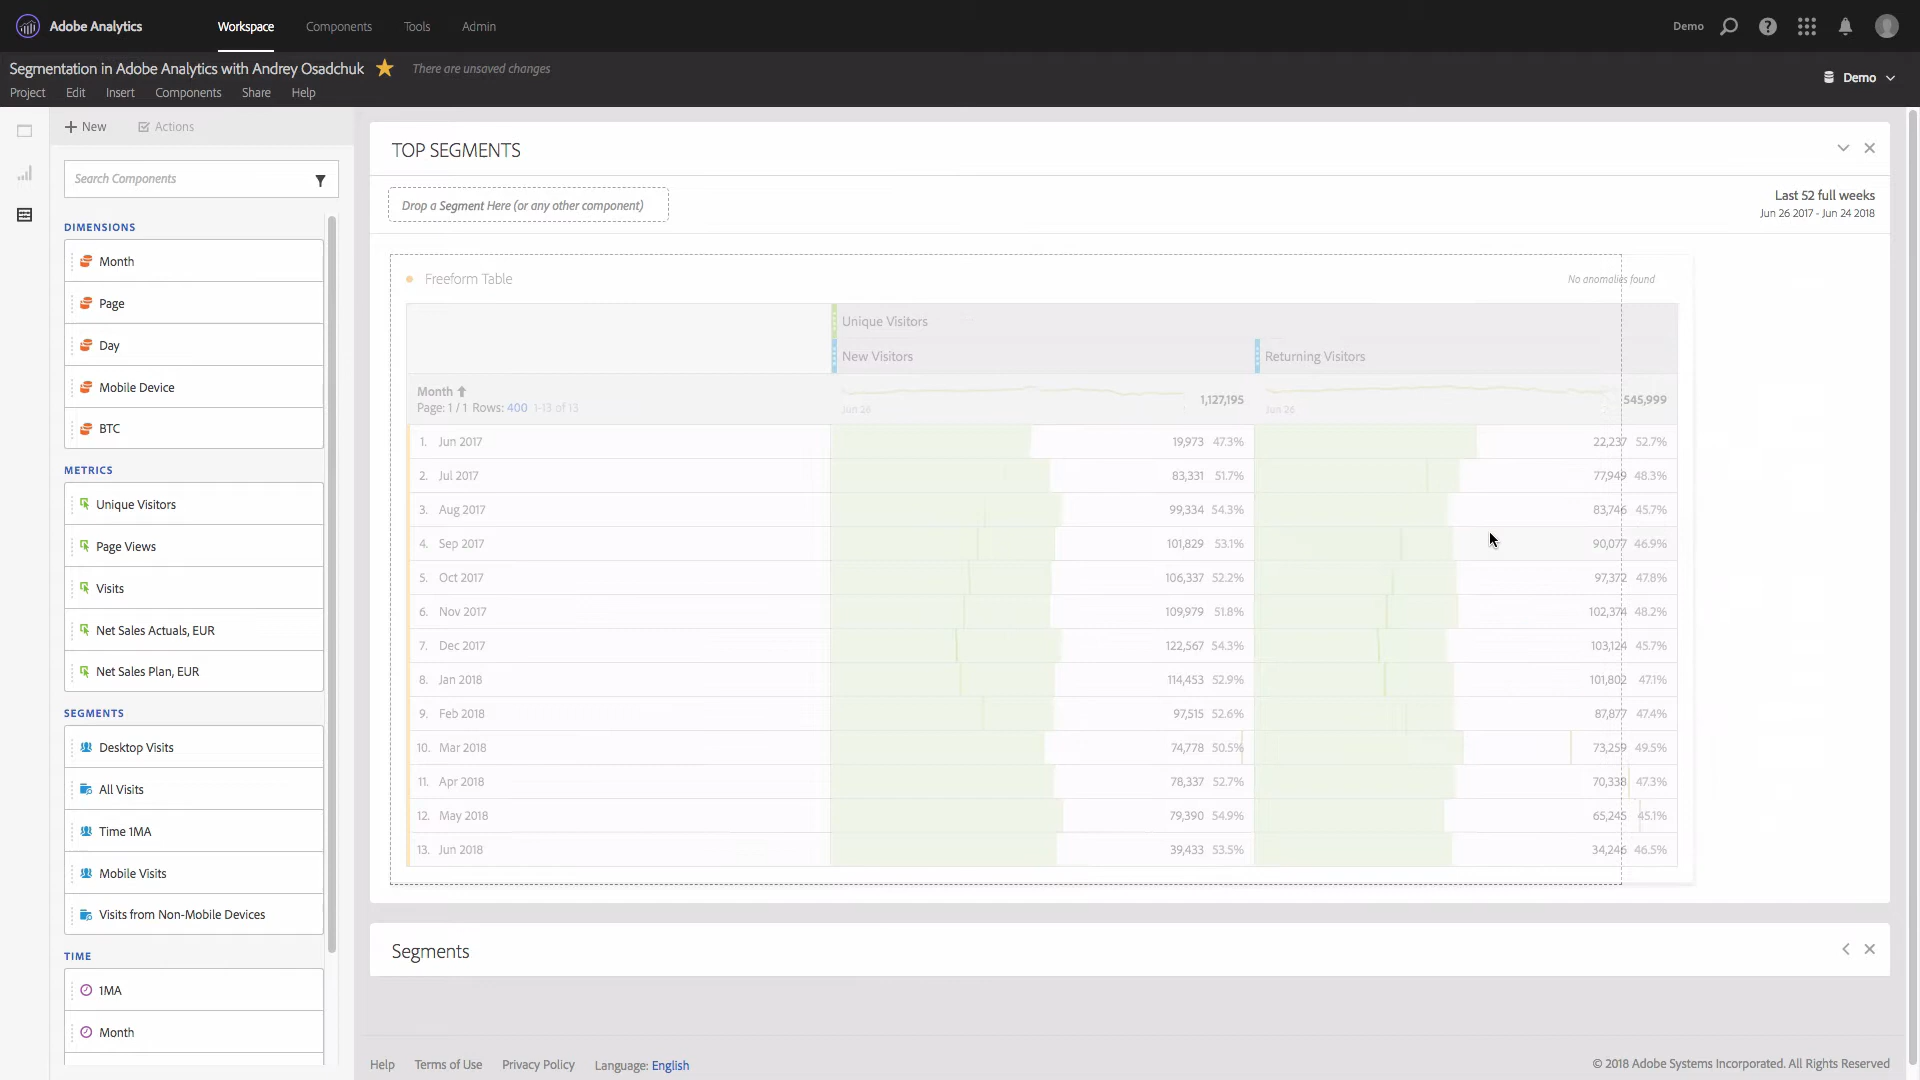 Adobe Analytics Workspace Components Tools Admin Demo
Segmentation in Adobe Analytics with Andrey Osadchuk There are unsaved changes
Demo
Project Edit Insert Components Share Help
New Actions
Search Components
DIMENSIONS
Month
Page
Day
Mobile Device
BTC
METRICS
Unique Visitors
Page Views
Visits
Net Sales Actuals, EUR
Net Sales Plan, EUR
SEGMENTS
Desktop Visits
All Visits
Time 1MA
Mobile Visits
Visits from Non-Mobile Devices
TIME
1MA
Month
TOP SEGMENTS
Drop a Segment Here (or any other component)
Last 52 full weeks
Jun 26 2017 - Jun 24 2018
Freeform Table No anomalies found
Unique Visitors
New Visitors Returning Visitors
Month
Page: 1 / 1 Rows: 400 1-13 of 13
Jun 26 1,127,195 Jun 26 545,999
1. Jun 2017 19,973 47.3% 22,237 52.7%
2. Jul 2017 83,331 51.7% 77,949 48.3%
3. Aug 2017 99,334 54.3% 83,746 45.7%
4. Sep 2017 101,829 53.1% 90,077 46.9%
5. Oct 2017 106,337 52.2% 97,372 47.8%
6. Nov 2017 109,979 51.8% 102,374 48.2%
7. Dec 2017 122,567 54.3% 103,124 45.7%
8. Jan 2018 114,453 52.9% 101,802 47.1%
9. Feb 2018 97,515 52.6% 87,877 47.4%
10. Mar 2018 74,778 50.5% 73,259 49.5%
11. Apr 2018 78,337 52.7% 70,338 47.3%
12. May 2018 79,390 54.9% 65,245 45.1%
13. Jun 2018 39,433 53.5% 34,246 46.5%
Segments
Help Terms of Use Privacy Policy Language: English
© 2018 Adobe Systems Incorporated. All Rights Reserved